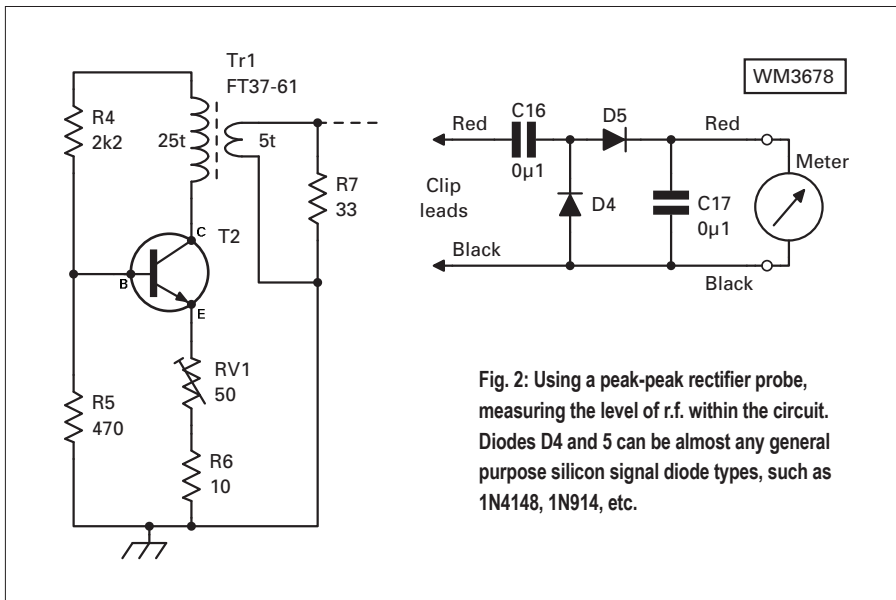 Tr1
FT37-61
R4
2k2
25t
5t
R7
33
C
T2
B
E
RV1
50
R5
470
R6
10
WM3678
C16
D5
Red
Red
0µ1
Meter
Clip
leads
D4
C17
0µ1
Black
Black
Fig. 2: Using a peak-peak rectifier probe,
measuring the level of r.f. within the circuit.
Diodes D4 and 5 can be almost any general
purpose silicon signal diode types, such as
1N4148, 1N914, etc.